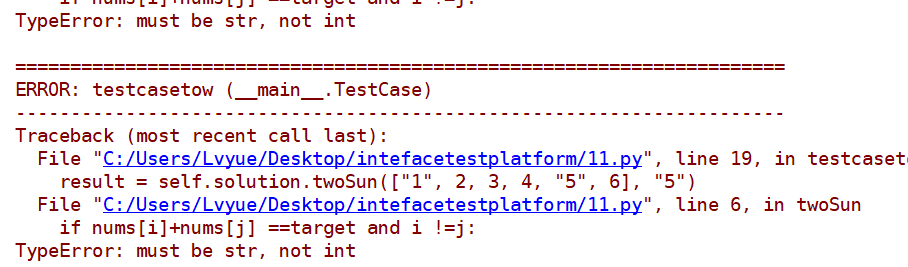 if nums[i]+nums[j] ==target and i !=j:
TypeError: must be str, not int
======================================================================
ERROR: testcasetow (__main__.TestCase)
----------------------------------------------------------------------
Traceback (most recent call last):
File "C:/Users/Lvyue/Desktop/intefacetestplatform/11.py", line 19, in testcaset
result = self.solution.twoSun(["1", 2, 3, 4, "5", 6], "5")
File "C:/Users/Lvyue/Desktop/intefacetestplatform/11.py", line 6, in twoSun
if nums[i]+nums[j] ==target and i !=j:
TypeError: must be str, not int